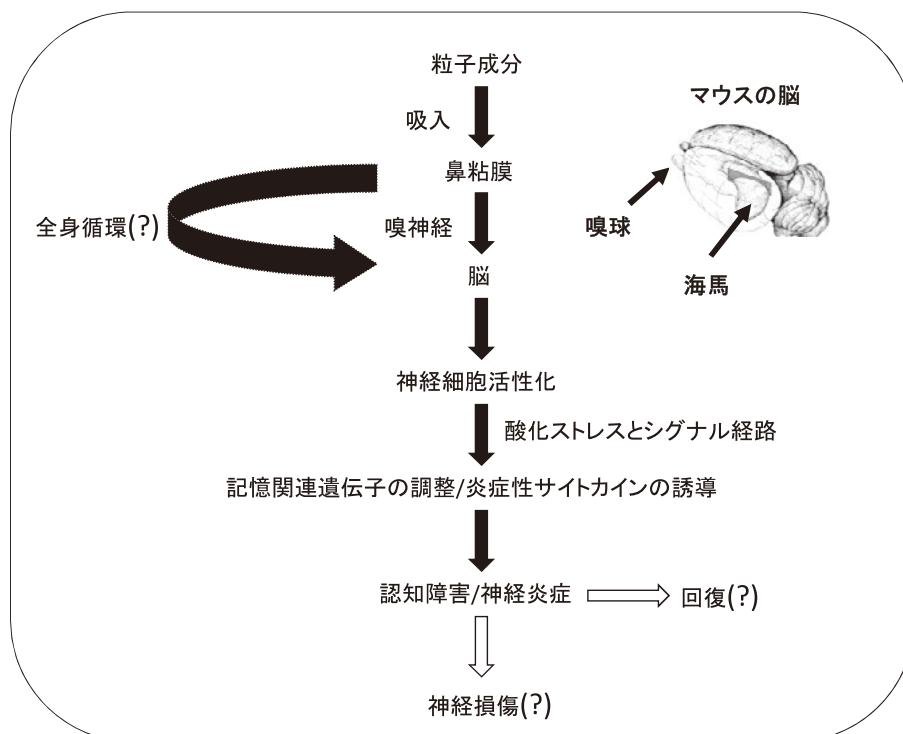 粒子成分
マウスの脳
吸入
鼻粘膜
全身循環(?)
嗅神経
嗅球
脳
海馬
神経細胞活性化
酸化ストレスとシグナル経路
記憶関連遺伝子の調整/炎症性サイトカインの誘導
認知障害/神経炎症
回復(?)
神経損傷(?)